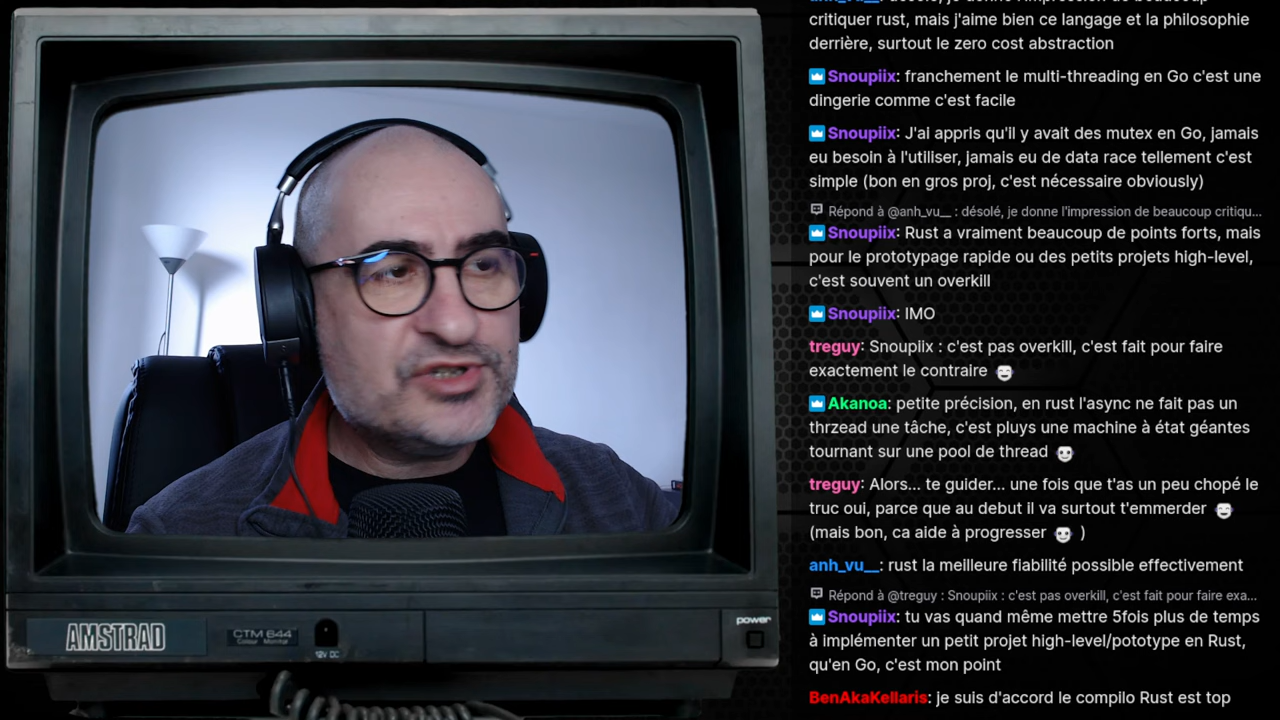 critiquer rust, mais j'aime bien ce langage et la philosophie
derrière, surtout le zero cost abstraction
Snoupiix: franchement le multi-threading en Go c'est une
dingerie comme c'est facile
Snoupiix: J'ai appris qu'il y avait des mutex en Go, jamais
eu besoin à l'utiliser, jamais eu de data race tellement c'est
simple (bon en gros proj, c'est nécessaire obviously)
Répond à @anh_vu__ : désolé, je donne l'impression de beaucoup critiqu...
Snoupiix: Rust a vraiment beaucoup de points forts, mais
pour le prototypage rapide ou des petits projets high-level,
c'est souvent un overkill
Snoupiix: IMO
treguy: Snoupiix : c'est pas overkill, c'est fait pour faire
exactement le contraire
Akanoa: petite précision, en rust l'async ne fait pas un
thrzead une tâche, c'est pluys une machine à état géantes
tournant sur une pool de thread
treguy: Alors... te guider... une fois que t'as un peu chopé le
truc oui, parce que au debut il va surtout t'emmerder
(mais bon, ca aide à progresser )
anh_vu__: rust la meilleure fiabilité possible effectivement
Répond à @treguy : Snoupiix : c'est pas overkill, c'est fait pour faire exa...
Snoupiix: tu vas quand même mettre 5fois plus de temps
à implémenter un petit projet high-level/pototype en Rust,
qu'en Go, c'est mon point
BenAkaKellaris: je suis d'accord le compilo Rust est top
AMSTRAD
CTM 644
Colour Monitor
12V DC
power